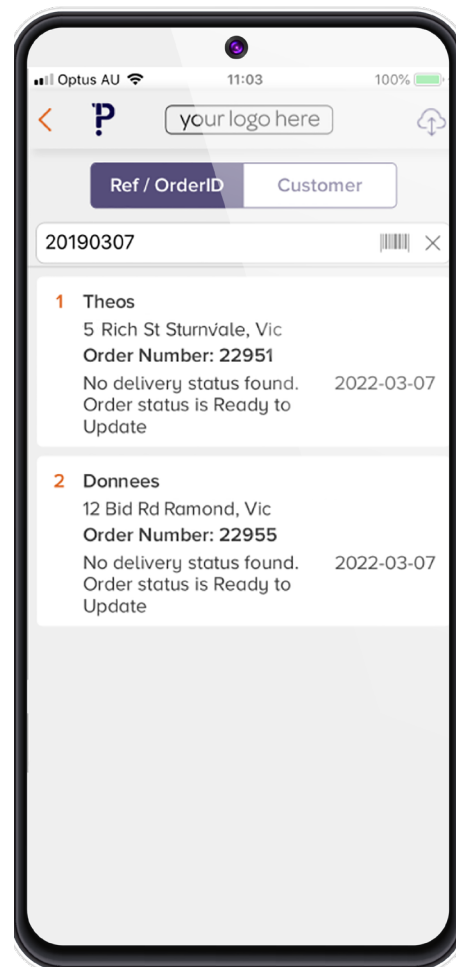 Optus AU 11:03 100%
P your logo here
Ref / OrderID Customer
20190307
1 Theos
5 Rich St Sturnvale, Vic
Order Number: 22951
No delivery status found. 2022-03-07
Order status is Ready to
Update
2 Donnees
12 Bid Rd Ramond, Vic
Order Number: 22955
No delivery status found. 2022-03-07
Order status is Ready to
Update